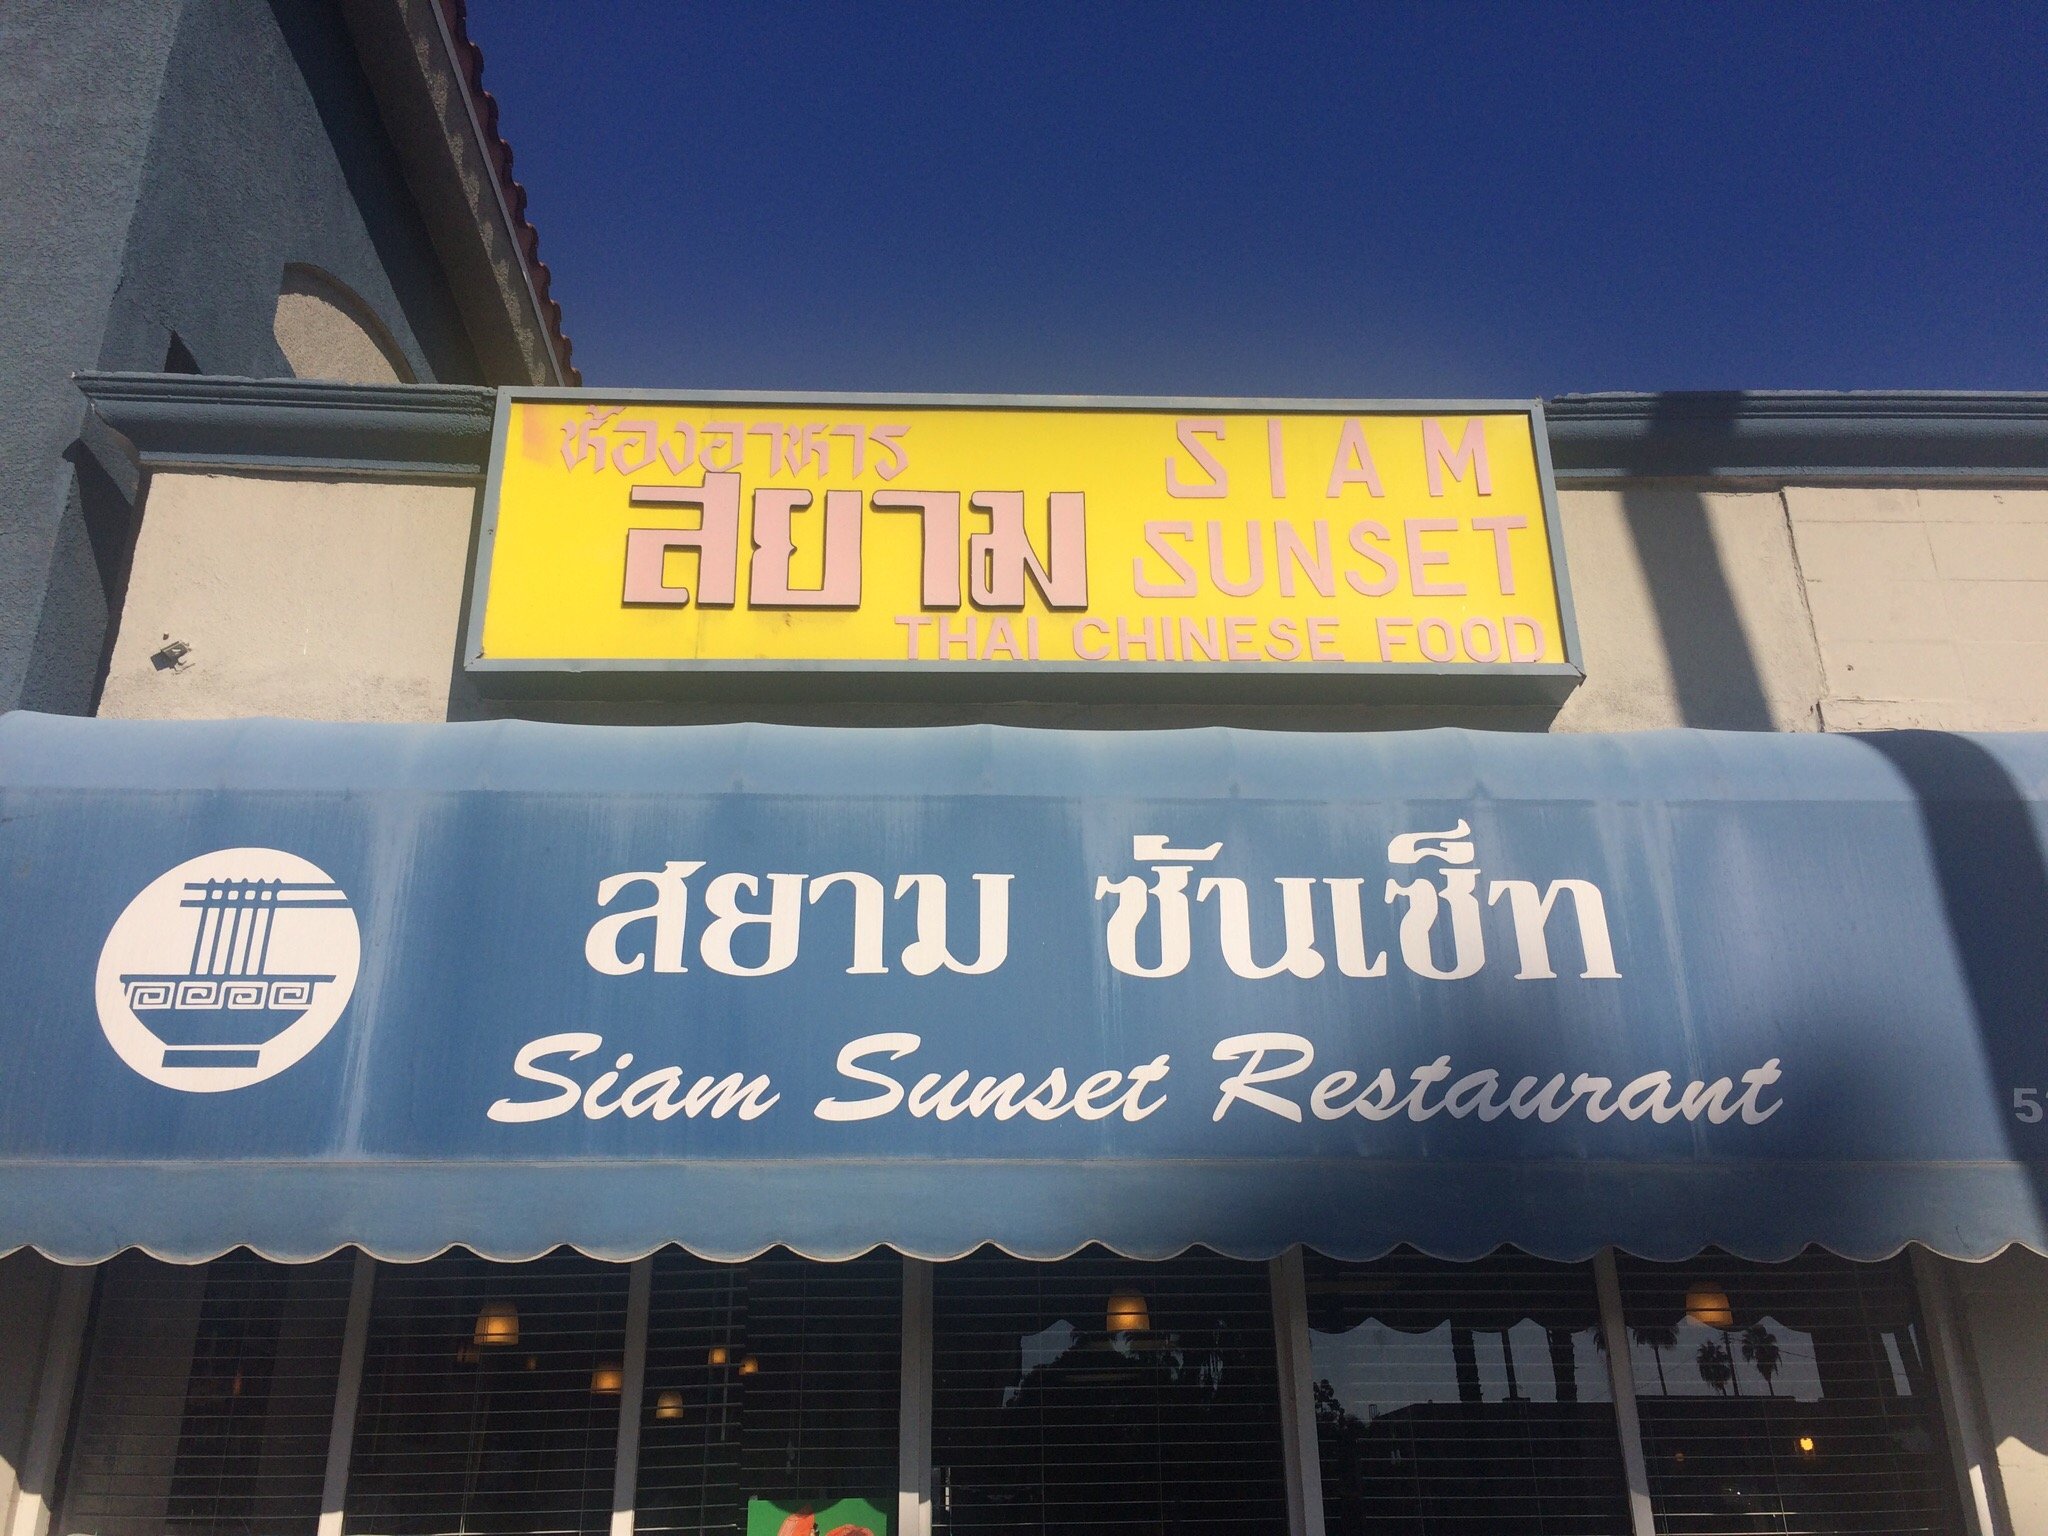 ห้องอาหาร
สยาม
SIAM
SUNSET
THAI CHINESE FOOD
สยาม ซันเซ็ท
Siam Sunset Restaurant